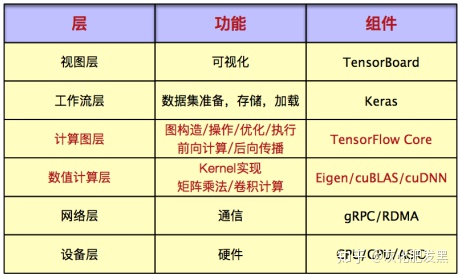 层 功能 组件
视图层 可视化 TensorBoard
工作流层 数据集准备，存储，加载 Keras
计算图层 图构造/操作/优化/执行 TensorFlow Core
前向计算/后向传播
数值计算层 Kernel实现 Eigen/cuBLAS/cuDNN
矩阵乘法/卷积计算
网络层 通信 gRPC/RDMA
设备层 硬件
知乎